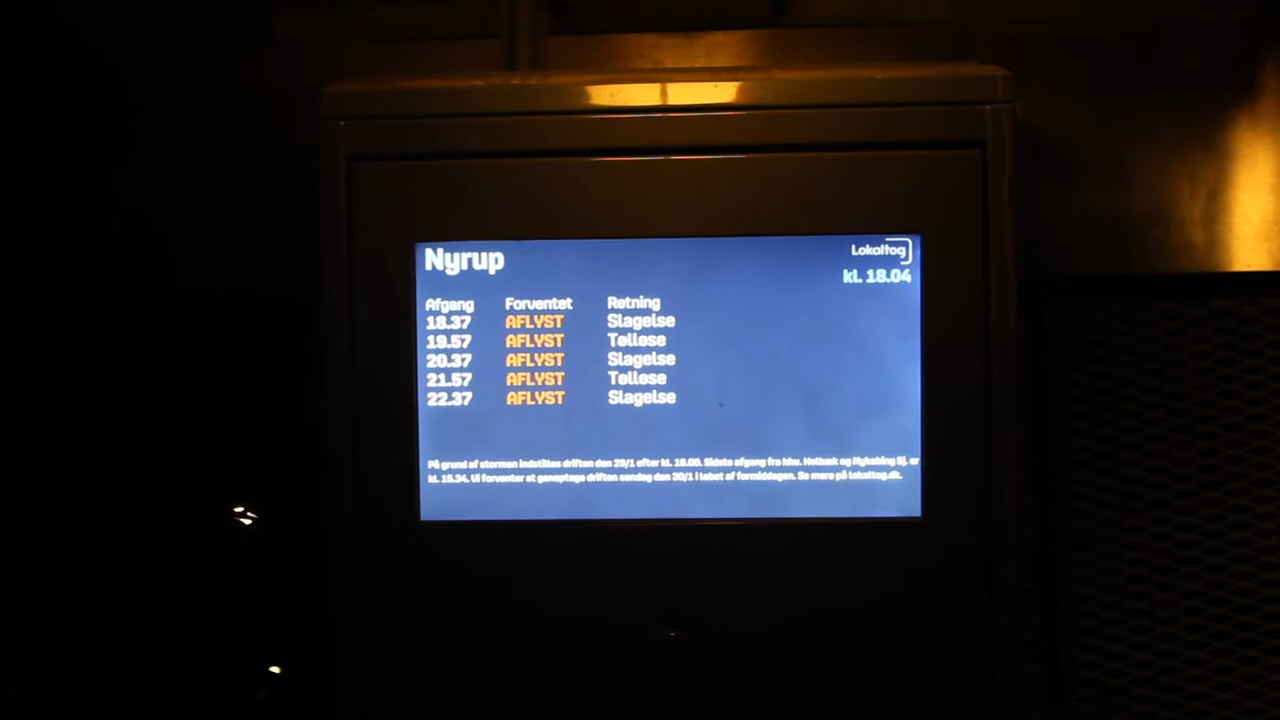 Nyrup
Lokaltog
kl. 18.04
Afgang Forventet Retning
18.37 AFLYST Slagelse
19.57 AFLYST Tølløse
20.37 AFLYST Slagelse
21.57 AFLYST Tølløse
22.37 AFLYST Slagelse
På grund af stormen indstilles driften den 29/1 efter kl. 16.00. Sidste afgang fra hhv. Holbæk og Nykøbing Sj. er
kl. 15.34. Vi forventer at genoptage driften søndag den 30/1 i løbet af formiddagen. Se mere på lokaltog.dk.